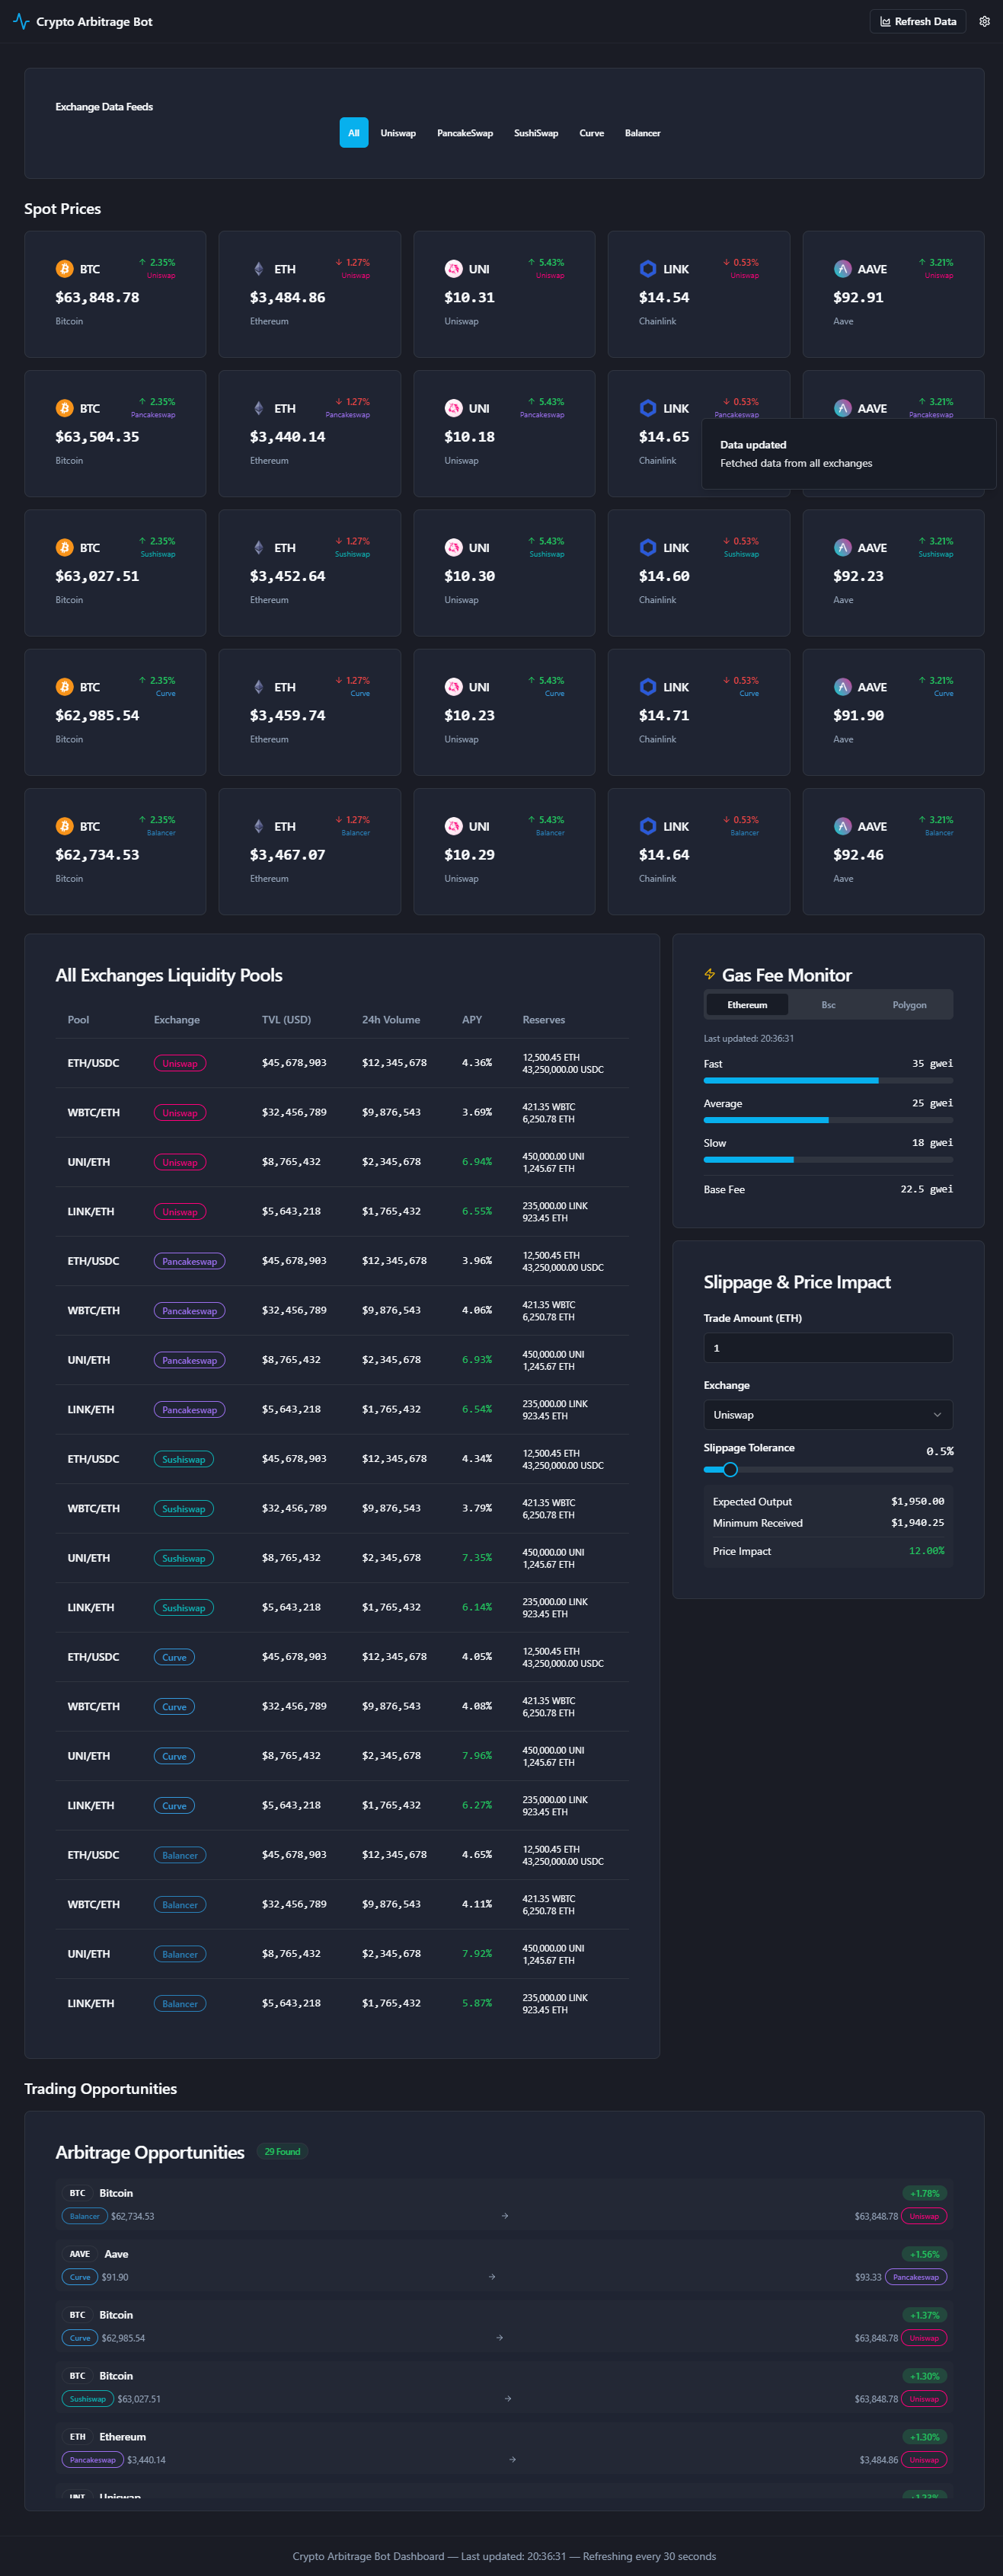 Crypto Arbitrage Bot
Refresh Data
Exchange Data Feeds
All Uniswap PancakeSwap SushiSwap Curve Balancer
Spot Prices
BTC ↑ 2.35% Uniswap
$63,848.78
Bitcoin
ETH ↓ 1.27% Uniswap
$3,484.86
Ethereum
UNI ↑ 5.43% Uniswap
$10.31
Uniswap
LINK ↓ 0.53% Uniswap
$14.54
Chainlink
AAVE ↑ 3.21% Uniswap
$92.91
Aave
BTC ↑ 2.35% Pancakeswap
$63,504.35
Bitcoin
ETH ↓ 1.27% Pancakeswap
$3,440.14
Ethereum
UNI ↑ 5.43% Pancakeswap
$10.18
Uniswap
LINK ↓ 0.53% Pancakeswap
$14.65
Chainlink
AAVE ↑ 3.21% Pancakeswap
Data updated
Fetched data from all exchanges
BTC ↑ 2.35% Sushiswap
$63,027.51
Bitcoin
ETH ↓ 1.27% Sushiswap
$3,452.64
Ethereum
UNI ↑ 5.43% Sushiswap
$10.30
Uniswap
LINK ↓ 0.53% Sushiswap
$14.60
Chainlink
AAVE ↑ 3.21% Sushiswap
$92.23
Aave
BTC ↑ 2.35% Curve
$62,985.54
Bitcoin
ETH ↓ 1.27% Curve
$3,459.74
Ethereum
UNI ↑ 5.43% Curve
$10.23
Uniswap
LINK ↓ 0.53% Curve
$14.71
Chainlink
AAVE ↑ 3.21% Curve
$91.90
Aave
BTC ↑ 2.35% Balancer
$62,734.53
Bitcoin
ETH ↓ 1.27% Balancer
$3,467.07
Ethereum
UNI ↑ 5.43% Balancer
$10.29
Uniswap
LINK ↓ 0.53% Balancer
$14.64
Chainlink
AAVE ↑ 3.21% Balancer
$92.46
Aave
All Exchanges Liquidity Pools
Pool Exchange TVL (USD) 24h Volume APY Reserves
ETH/USDC Uniswap $45,678,903 $12,345,678 4.36% 12,500.45 ETH
43,250,000.00 USDC
WBTC/ETH Uniswap $32,456,789 $9,876,543 3.69% 421.35 WBTC
6,250.78 ETH
UNI/ETH Uniswap $8,765,432 $2,345,678 6.94% 450,000.00 UNI
1,245.67 ETH
LINK/ETH Uniswap $5,643,218 $1,765,432 6.55% 235,000.00 LINK
923.45 ETH
ETH/USDC Pancakeswap $45,678,903 $12,345,678 3.96% 12,500.45 ETH
43,250,000.00 USDC
WBTC/ETH Pancakeswap $32,456,789 $9,876,543 4.06% 421.35 WBTC
6,250.78 ETH
UNI/ETH Pancakeswap $8,765,432 $2,345,678 6.93% 450,000.00 UNI
1,245.67 ETH
LINK/ETH Pancakeswap $5,643,218 $1,765,432 6.54% 235,000.00 LINK
923.45 ETH
ETH/USDC Sushiswap $45,678,903 $12,345,678 4.34% 12,500.45 ETH
43,250,000.00 USDC
WBTC/ETH Sushiswap $32,456,789 $9,876,543 3.79% 421.35 WBTC
6,250.78 ETH
UNI/ETH Sushiswap $8,765,432 $2,345,678 7.35% 450,000.00 UNI
1,245.67 ETH
LINK/ETH Sushiswap $5,643,218 $1,765,432 6.14% 235,000.00 LINK
923.45 ETH
ETH/USDC Curve $45,678,903 $12,345,678 4.05% 12,500.45 ETH
43,250,000.00 USDC
WBTC/ETH Curve $32,456,789 $9,876,543 4.08% 421.35 WBTC
6,250.78 ETH
UNI/ETH Curve $8,765,432 $2,345,678 7.96% 450,000.00 UNI
1,245.67 ETH
LINK/ETH Curve $5,643,218 $1,765,432 6.27% 235,000.00 LINK
923.45 ETH
ETH/USDC Balancer $45,678,903 $12,345,678 4.65% 12,500.45 ETH
43,250,000.00 USDC
WBTC/ETH Balancer $32,456,789 $9,876,543 4.11% 421.35 WBTC
6,250.78 ETH
UNI/ETH Balancer $8,765,432 $2,345,678 7.92% 450,000.00 UNI
1,245.67 ETH
LINK/ETH Balancer $5,643,218 $1,765,432 5.87% 235,000.00 LINK
923.45 ETH
Gas Fee Monitor
Ethereum Bsc Polygon
Last updated: 20:36:31
Fast 35 gwei
Average 25 gwei
Slow 18 gwei
Base Fee 22.5 gwei
Slippage & Price Impact
Trade Amount (ETH)
1
Exchange
Uniswap
Slippage Tolerance 0.5%
Expected Output $1,950.00
Minimum Received $1,940.25
Price Impact 12.00%
Trading Opportunities
Arbitrage Opportunities 29 Found
BTC Bitcoin +1.78%
Balancer $62,734.53 → $63,848.78 Uniswap
AAVE Aave +1.56%
Curve $91.90 → $93.33 Pancakeswap
BTC Bitcoin +1.37%
Curve $62,985.54 → $63,848.78 Uniswap
BTC Bitcoin +1.30%
Sushiswap $63,027.51 → $63,848.78 Uniswap
ETH Ethereum +1.30%
Pancakeswap $3,440.14 → $3,484.86 Uniswap
UNI Uniswap +1.23%
Crypto Arbitrage Bot Dashboard — Last updated: 20:36:31 — Refreshing every 30 seconds